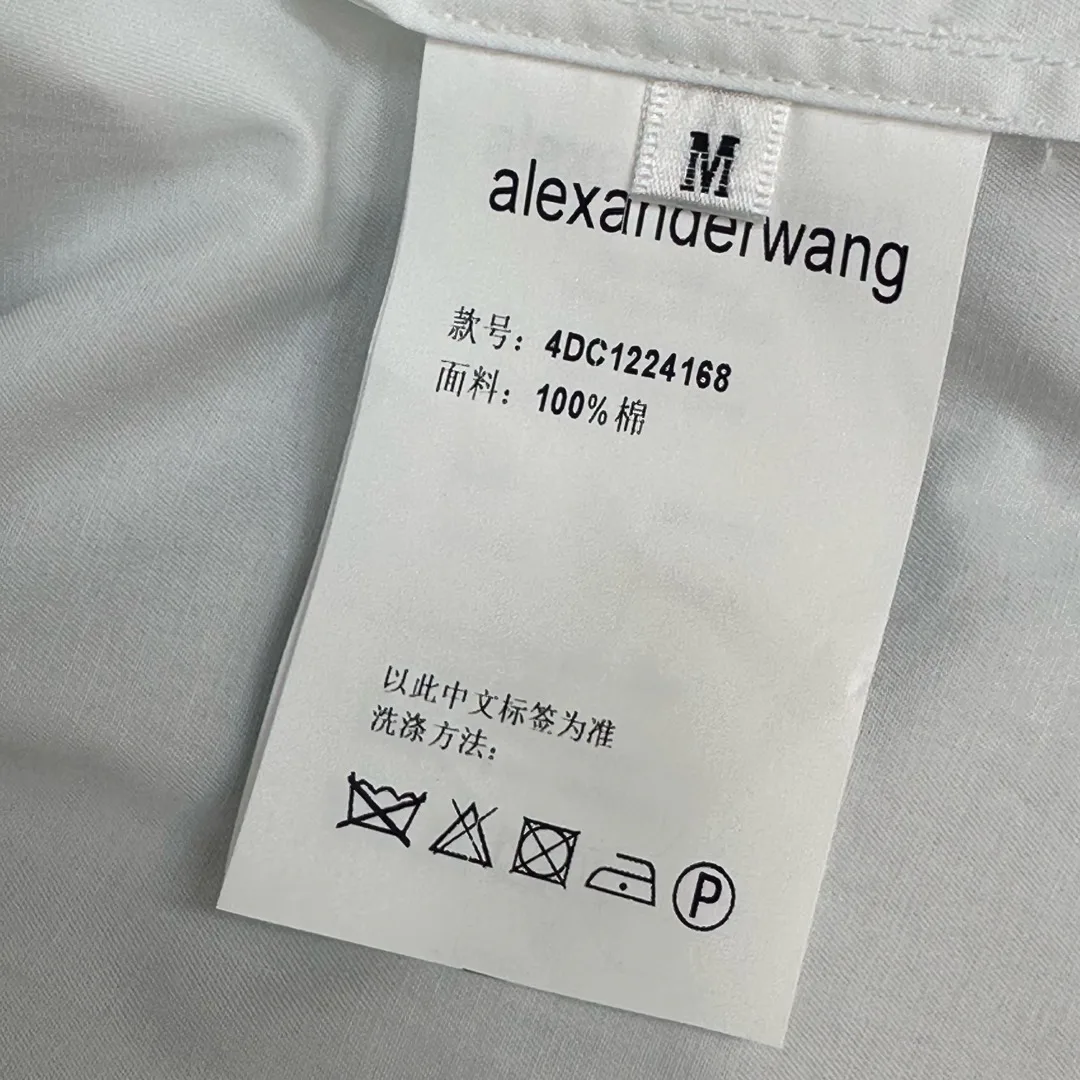 M
alexanderwang
款号：4DC1224168
面料：100%棉
以此中文标签为准
洗涤方法：
P